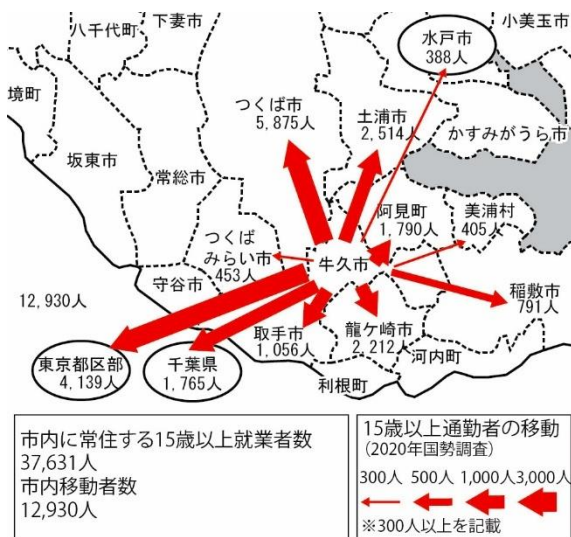 八千代町
下妻市
水戸市
388人
小美玉市
境町
つくば市
5,875人
土浦市
2,514人
かすみがうら市
坂東市
常総市
阿見町
1,790人
美浦村
405人
つくば
みらい市
453人
牛久市
守谷市
12,930人
稲敷市
791人
取手市
1,056人
龍ケ崎市
2,212人
河内町
東京都区部
4,139人
千葉県
1,765人
利根町
市内に常住する15歳以上就業者数
37,631人
市内移動者数
12,930人
15歳以上通勤者の移動
(2020年国勢調査)
300人 500人 1,000人 3,000人
※300人以上を記載